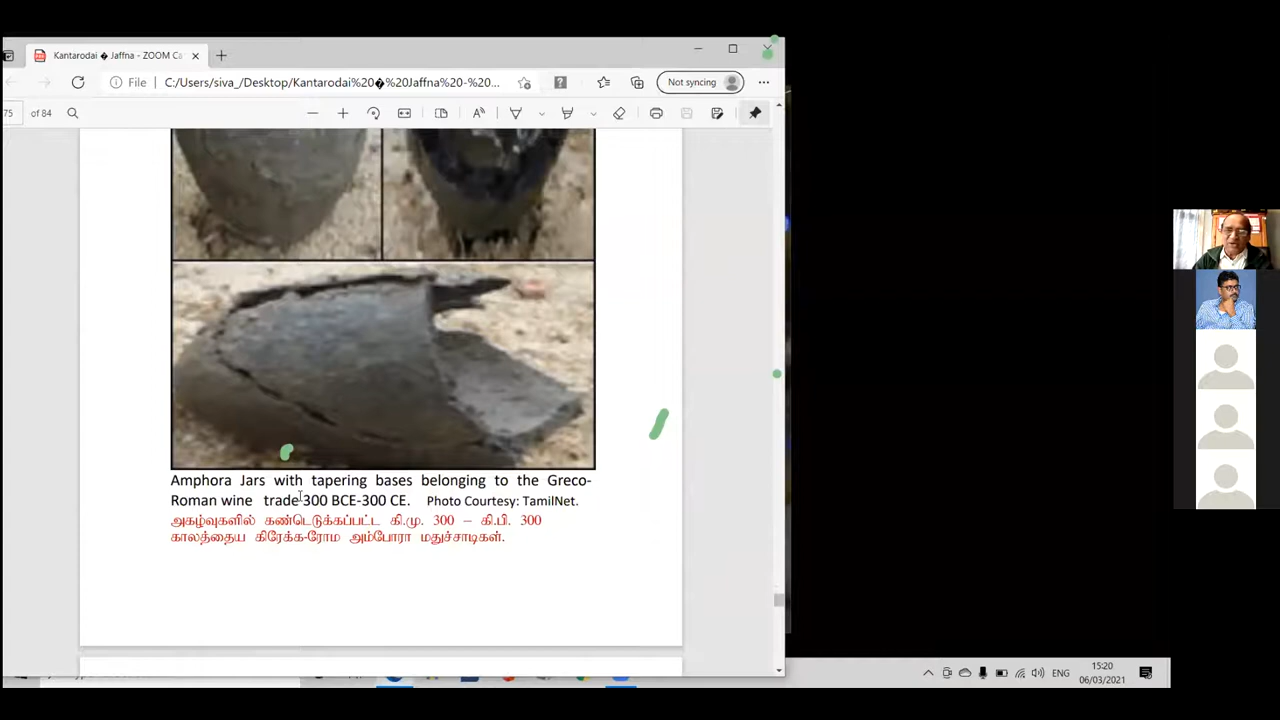 Kantarodai � Jaffna - ZOOM Ca
File
C:/Users/siva_/Desktop/Kantarodai%20�%20Jaffna%20-%20...
Not syncing
75 of 84
Amphora Jars with tapering bases belonging to the Greco-
Roman wine trade 300 BCE-300 CE. Photo Courtesy: TamilNet.
அகழ்வுகளில் கண்டெடுக்கப்பட்ட கி.மு. 300 – கி.பி. 300
காலத்தைய கிரேக்க-ரோம அம்போரா மதுச்சாடிகள்.
ENG
15:20
06/03/2021